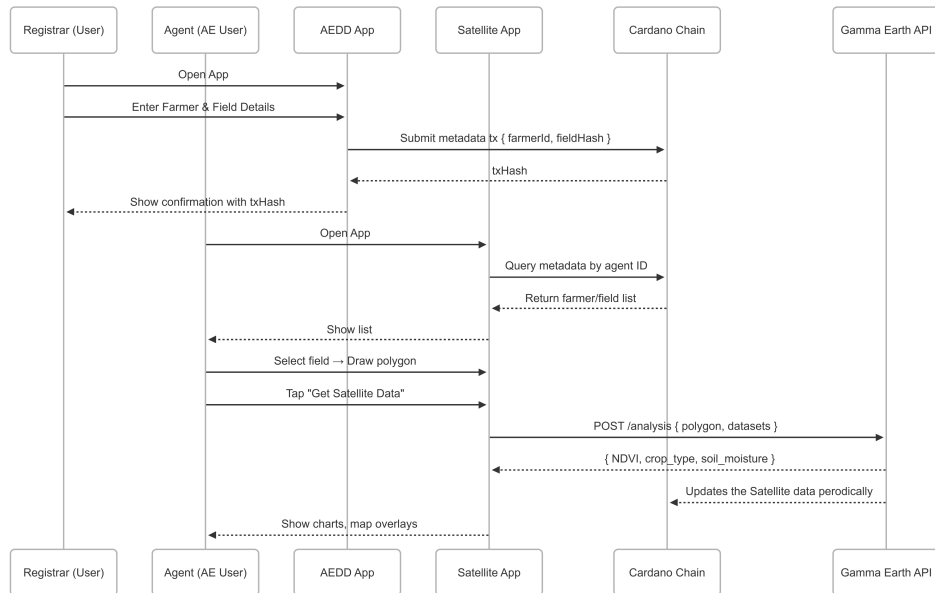 Registrar (User)
Agent (AE User)
AEDD App
Satellite App
Cardano Chain
Gamma Earth API
Open App
Enter Farmer & Field Details
Submit metadata tx { farmerId, fieldHash }
txHash
Show confirmation with txHash
Open App
Query metadata by agent ID
Return farmer/field list
Show list
Select field → Draw polygon
Tap "Get Satellite Data"
POST /analysis { polygon, datasets }
{ NDVI, crop_type, soil_moisture }
Updates the Satellite data perodically
Show charts, map overlays
Registrar (User)
Agent (AE User)
AEDD App
Satellite App
Cardano Chain
Gamma Earth API